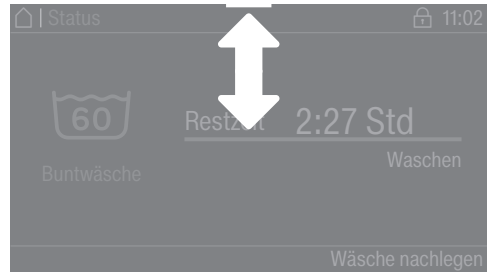 Status 11:02
60
Restzeit 2:27 Std
Buntwäsche
Waschen
Wäsche nachlegen